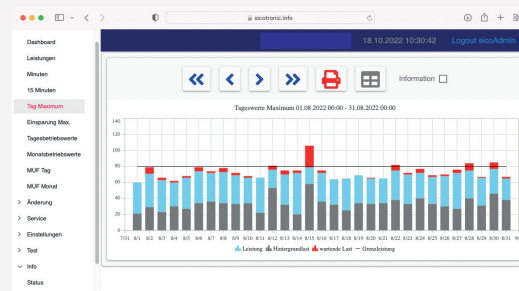 sicotronic.info
Dashboard
18.10.2022 10:30:42 Logout sicoAdmin
Leistungen
Minuten
15 Minuten
Tag Maximum
Einsparung Max.
Tagesbetriebswerte
Monatsbetriebswerte
MUF Tag
MUF Monat
Änderung
Service
Einstellungen
Test
Info
Status
Information
Tageswerte Maximum 01.08.2022 00:00 - 31.08.2022 00:00
140
120
100
80
60
40
20
0
7/31 8/1 8/2 8/3 8/4 8/5 8/6 8/7 8/8 8/9 8/10 8/11 8/12 8/13 8/14 8/15 8/16 8/17 8/18 8/19 8/20 8/21 8/22 8/23 8/24 8/25 8/26 8/27 8/28 8/29 8/30 8/31
Leistung Hintergrundlast wartende Last Grenzleistung